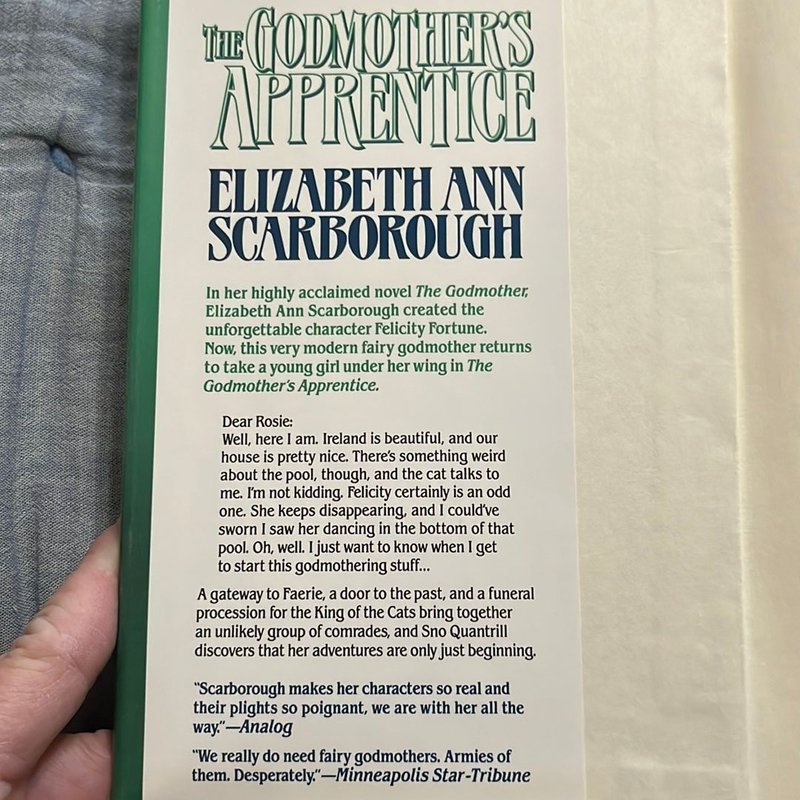 THE GODMOTHER'S
APPRENTICE
ELIZABETH ANN
SCARBOROUGH
In her highly acclaimed novel The Godmother,
Elizabeth Ann Scarborough created the
unforgettable character Felicity Fortune.
Now, this very modern fairy godmother returns
to take a young girl under her wing in The
Godmother's Apprentice.
Dear Rosie:
Well, here I am. Ireland is beautiful, and our
house is pretty nice. There's something weird
about the pool, though, and the cat talks to
me. I'm not kidding. Felicity certainly is an odd
one. She keeps disappearing, and I could've
sworn I saw her dancing in the bottom of that
pool. Oh, well. I just want to know when I get
to start this godmothering stuff...
A gateway to Faerie, a door to the past, and a funeral
procession for the King of the Cats bring together
an unlikely group of comrades, and Sno Quantrill
discovers that her adventures are only just beginning.
"Scarborough makes her characters so real and
their plights so poignant, we are with her all the
way."—Analog
"We really do need fairy godmothers. Armies of
them. Desperately."—Minneapolis Star-Tribune